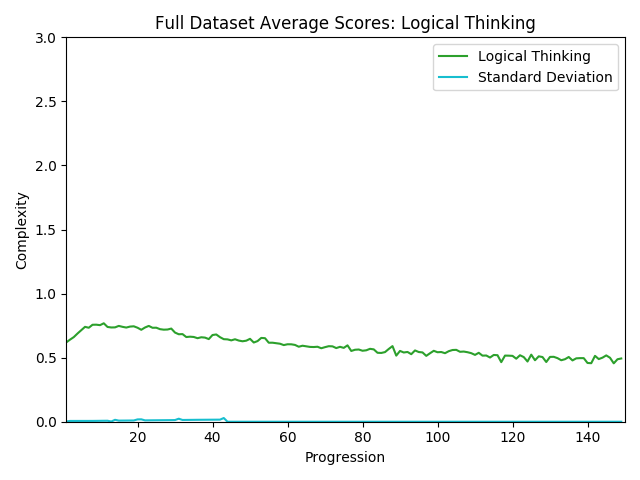 Full Dataset Average Scores: Logical Thinking
3.0
2.5
2.0
1.5
1.0
0.5
0.0
Complexity
Logical Thinking
Standard Deviation
20 40 60 80 100 120 140
Progression